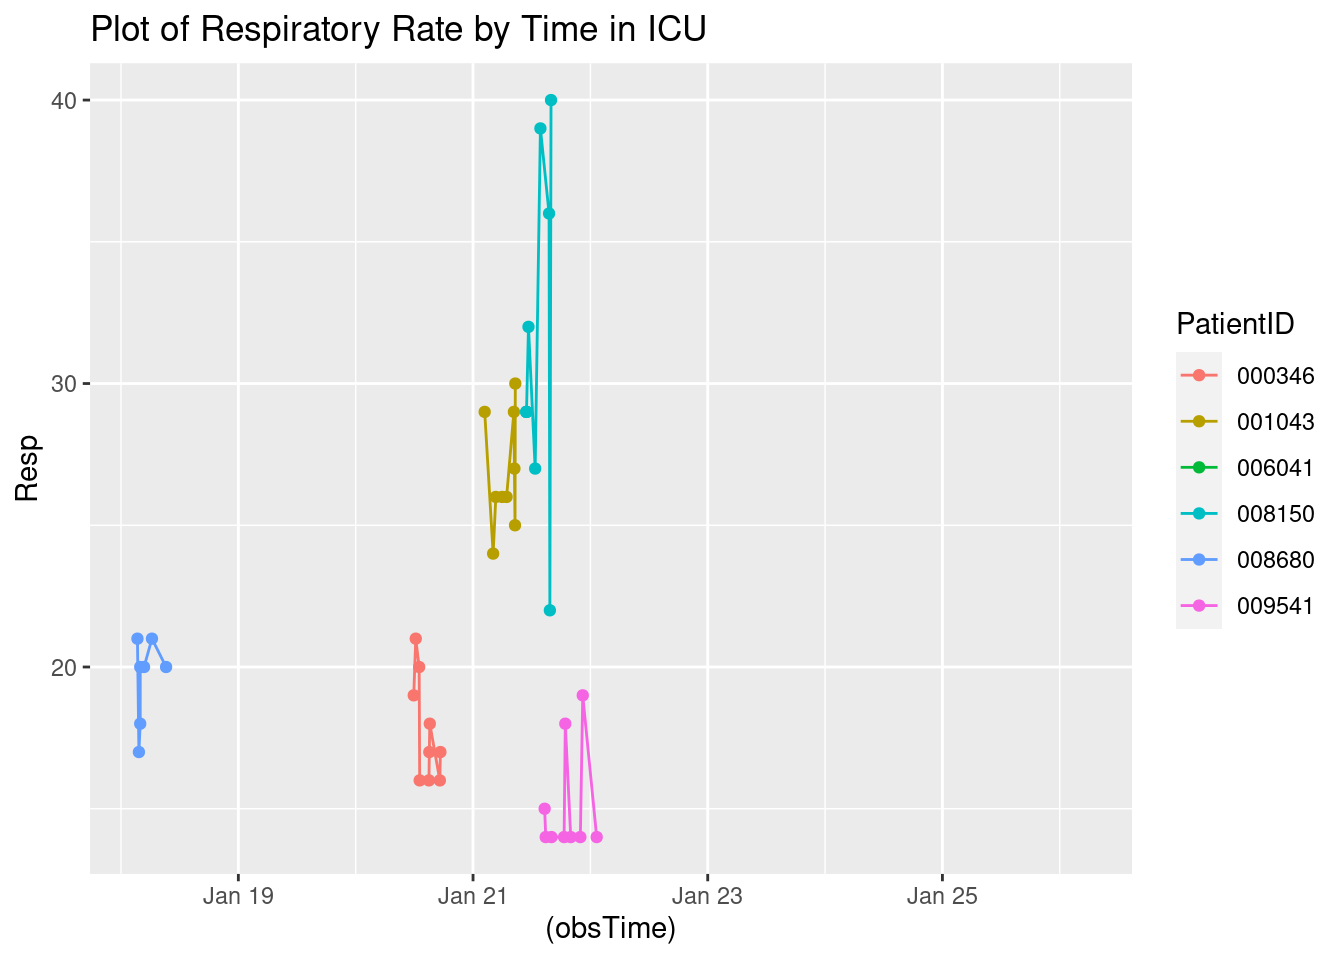 Plot of Respiratory Rate by Time in ICU
40
30
20
Resp
Jan 19
Jan 21
Jan 23
Jan 25
(obsTime)
PatientID
000346
001043
006041
008150
008680
009541